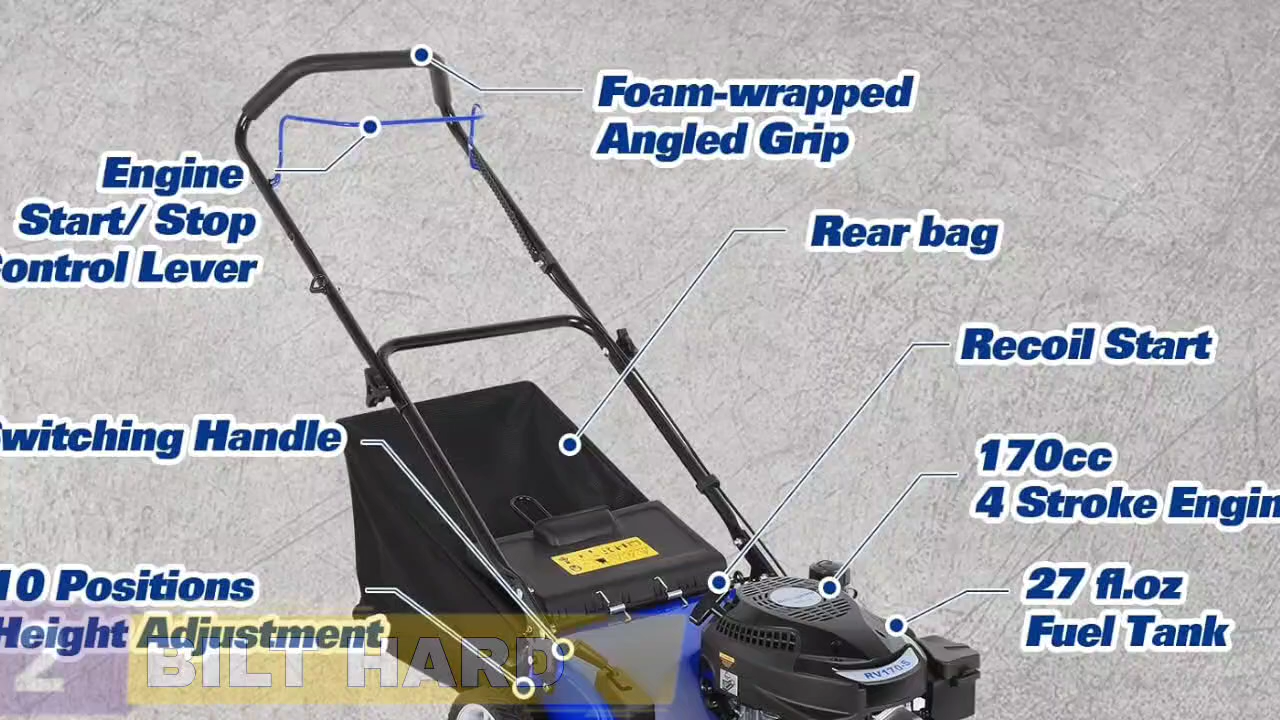 Foam-wrapped
Angled Grip
Engine
Start/ Stop
Control Lever
Rear bag
Recoil Start
Switching Handle
170cc
4 Stroke Engin
10 Positions
Height Adjustment
27 fl.oz
Fuel Tank
RV170-S
2
BILT HARD